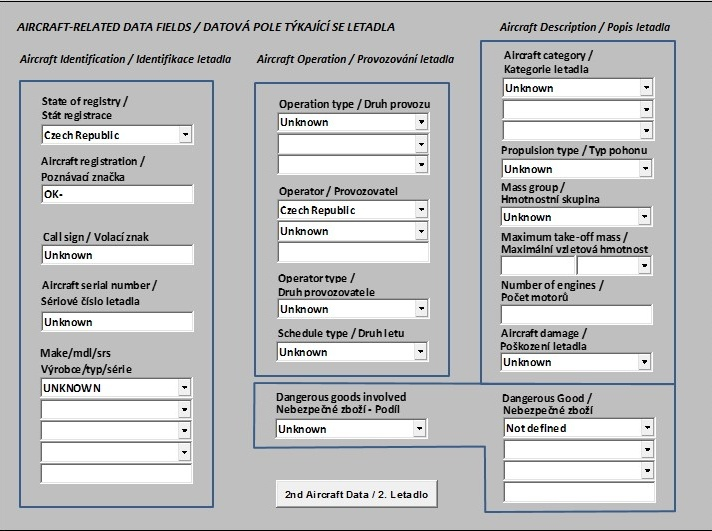 AIRCRAFT-RELATED DATA FIELDS / DATOVÁ POLE TÝKAJÍCÍ SE LETADLA
Aircraft Identification / Identifikace letadla
State of registry /
Stát registrace
Czech Republic
Aircraft registration /
Poznávací značka
OK-
Call sign / Volací znak
Unknown
Aircraft serial number /
Sériové číslo letadla
Unknown
Make/mdl/srs
Výrobce/typ/série
UNKNOWN
Aircraft Operation / Provozování letadla
Operation type / Druh provozu
Unknown
Operator / Provozovatel
Czech Republic
Unknown
Operator type /
Druh provozovatele
Unknown
Schedule type / Druh letu
Unknown
Aircraft Description / Popis letadla
Aircraft category /
Kategorie letadla
Unknown
Propulsion type / Typ pohonu
Unknown
Mass group /
Hmotnostní skupina
Unknown
Maximum take-off mass /
Maximální vzletová hmotnost
Number of engines /
Počet motorů
Aircraft damage /
Poškození letadla
Unknown
Dangerous goods involved
Nebezpečné zboží - Podíl
Unknown
Dangerous Good /
Nebezpečné zboží
Not defined
2nd Aircraft Data / 2. Letadlo